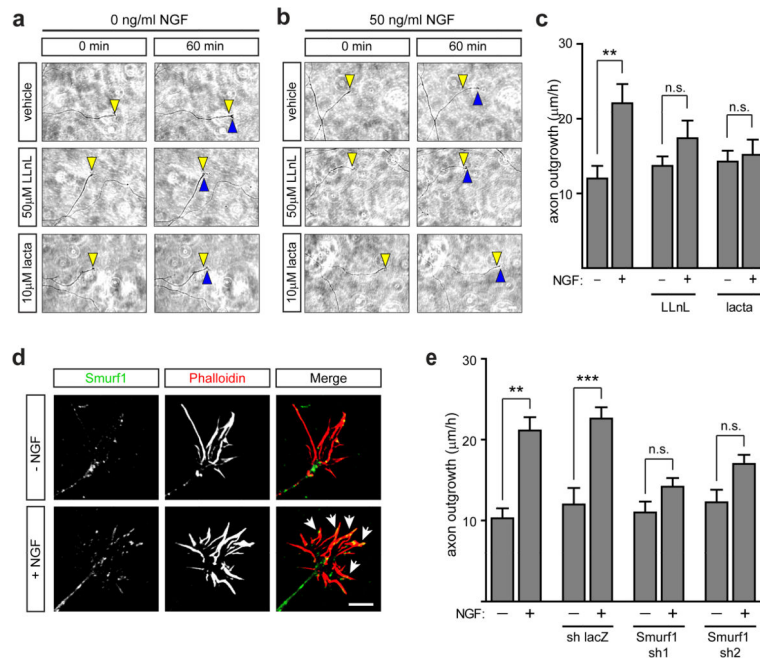 a
0 ng/ml NGF
0 min
60 min
vehicle
50μM LLnL
10μM lacta
b
50 ng/ml NGF
0 min
60 min
vehicle
50μM LLnL
10μM lacta
c
axon outgrowth (μm/h)
30
20
10
**
n.s.
n.s.
NGF: – + – + – +
LLnL lacta
d
Smurf1 Phalloidin Merge
- NGF
+ NGF
e
axon outgrowth (μm/h)
30
20
10
**
***
n.s.
n.s.
NGF: – + – + – + – +
sh lacZ Smurf1 Smurf1
sh1 sh2